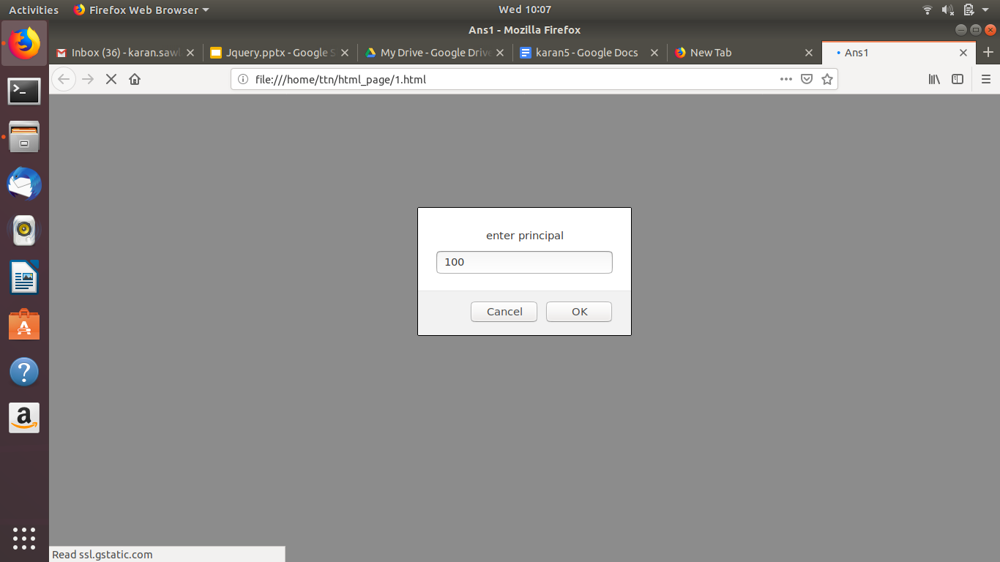 Activities
Firefox Web Browser
Wed 10:07
Ans1 - Mozilla Firefox
Inbox (36) - karan.sawl
Jquery.pptx - Google S
My Drive - Google Drive
karan5 - Google Docs
New Tab
Ans1
file:///home/ttn/html_page/1.html
enter principal
100
Cancel
OK
Read ssl.gstatic.com